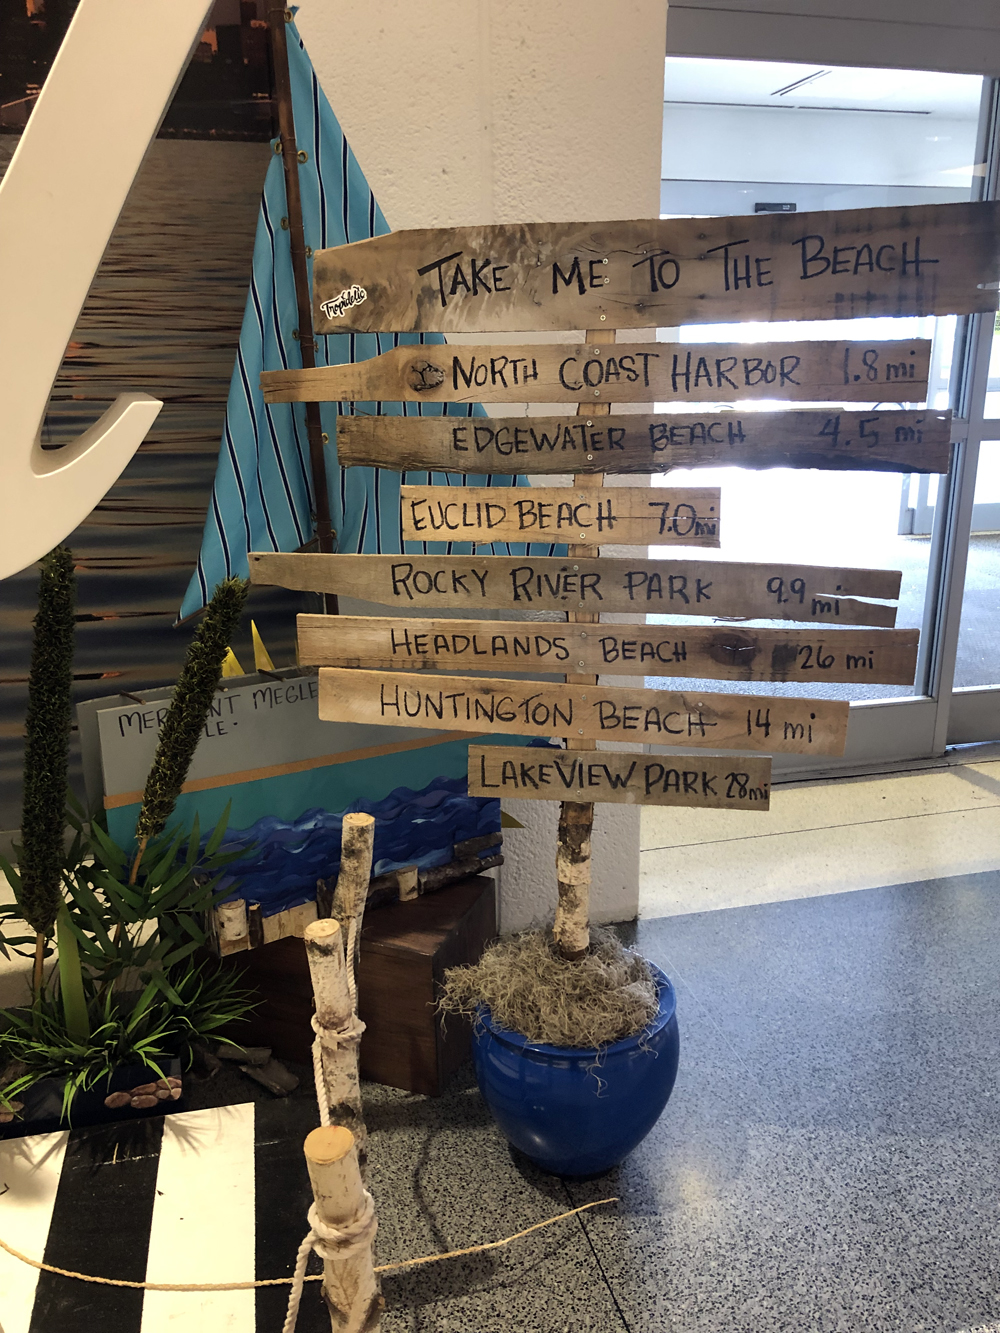 TAKE ME TO THE BEACH
Tropidelic
NORTH COAST HARBOR 1.8 mi
EDGEWATER BEACH 4.5 mi
EUCLID BEACH 7.0 mi
ROCKY RIVER PARK 9.9 mi
HEADLANDS BEACH 26 mi
HUNTINGTON BEACH 14 mi
LAKEVIEW PARK 28 mi